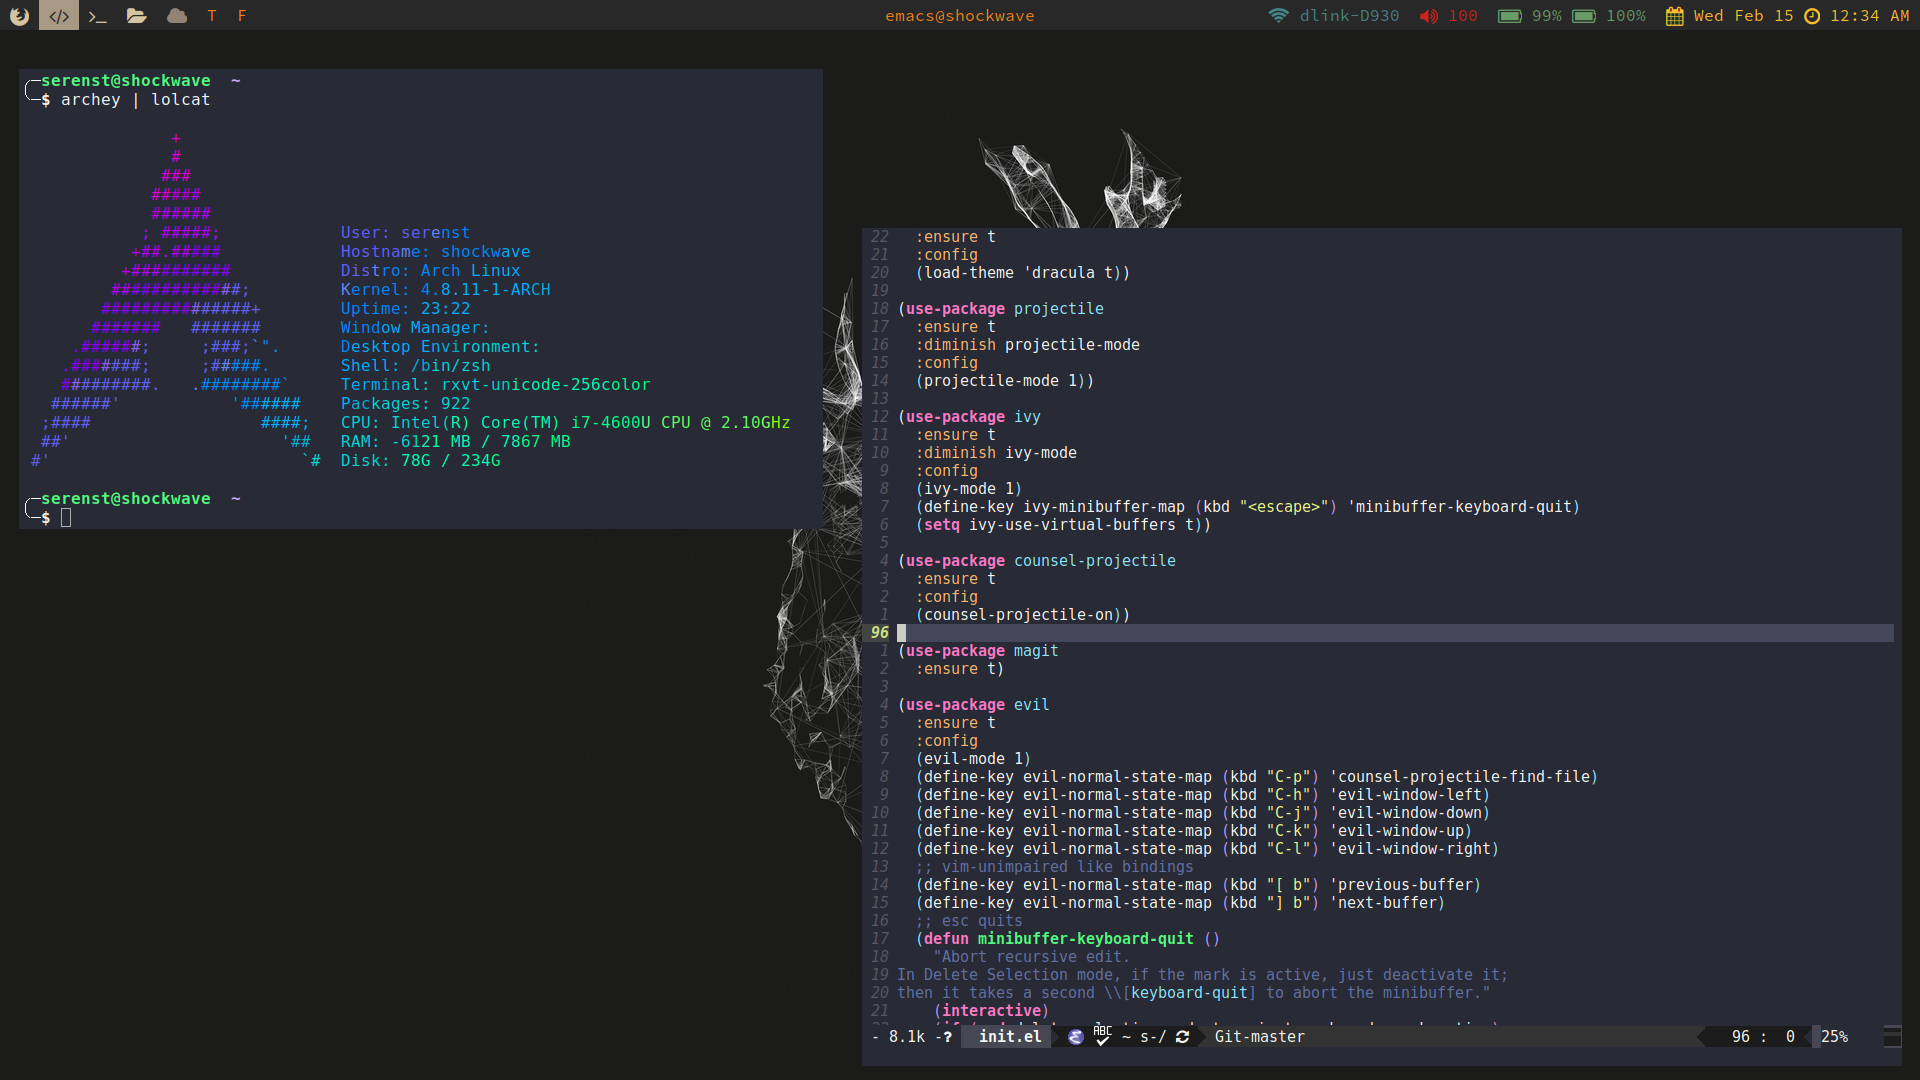 </> >_ T F emacs@shockwave dlink-D930 100 99% 100% Wed Feb 15 12:34 AM
serenst@shockwave ~
$ archey | lolcat
+
#
###
#####
######
; #####; User: serenst
+##.##### Hostname: shockwave
+########## Distro: Arch Linux
#############; Kernel: 4.8.11-1-ARCH
###############+ Uptime: 23:22
####### ####### Window Manager:
.######; ;###;`". Desktop Environment:
.#######; ;#####. Shell: /bin/zsh
#########. .########` Terminal: rxvt-unicode-256color
######' '###### Packages: 922
;#### ####; CPU: Intel(R) Core(TM) i7-4600U CPU @ 2.10GHz
##' '## RAM: -6121 MB / 7867 MB
#' `# Disk: 78G / 234G
serenst@shockwave ~
$
22 :ensure t
21 :config
20 (load-theme 'dracula t))
19
18 (use-package projectile
17 :ensure t
16 :diminish projectile-mode
15 :config
14 (projectile-mode 1))
13
12 (use-package ivy
11 :ensure t
10 :diminish ivy-mode
9 :config
8 (ivy-mode 1)
7 (define-key ivy-minibuffer-map (kbd "<escape>") 'minibuffer-keyboard-quit)
6 (setq ivy-use-virtual-buffers t))
5
4 (use-package counsel-projectile
3 :ensure t
2 :config
1 (counsel-projectile-on))
96
1 (use-package magit
2 :ensure t)
3
4 (use-package evil
5 :ensure t
6 :config
7 (evil-mode 1)
8 (define-key evil-normal-state-map (kbd "C-p") 'counsel-projectile-find-file)
9 (define-key evil-normal-state-map (kbd "C-h") 'evil-window-left)
10 (define-key evil-normal-state-map (kbd "C-j") 'evil-window-down)
11 (define-key evil-normal-state-map (kbd "C-k") 'evil-window-up)
12 (define-key evil-normal-state-map (kbd "C-l") 'evil-window-right)
13 ;; vim-unimpaired like bindings
14 (define-key evil-normal-state-map (kbd "[ b") 'previous-buffer)
15 (define-key evil-normal-state-map (kbd "] b") 'next-buffer)
16 ;; esc quits
17 (defun minibuffer-keyboard-quit ()
18 "Abort recursive edit.
19 In Delete Selection mode, if the mark is active, just deactivate it;
20 then it takes a second \\[keyboard-quit] to abort the minibuffer."
21 (interactive)
- 8.1k -? init.el ABC ~ s-/ Git-master 96 : 0 25%